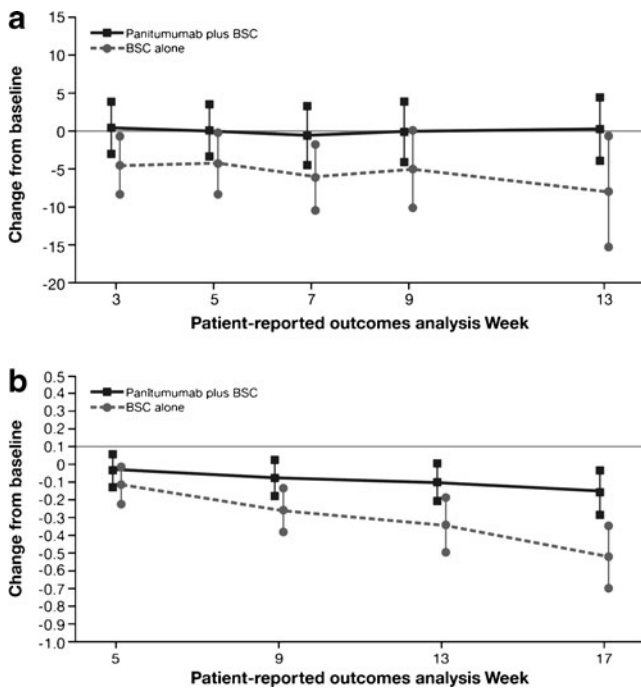 a
Panitumumab plus BSC
BSC alone
Change from baseline
15
10
5
0
-5
-10
-15
-20
3 5 7 9 13
Patient-reported outcomes analysis Week
b
Panitumumab plus BSC
BSC alone
Change from baseline
0.5
0.4
0.3
0.2
0.1
0
-0.1
-0.2
-0.3
-0.4
-0.5
-0.6
-0.7
-0.8
-0.9
-1.0
5 9 13 17
Patient-reported outcomes analysis Week